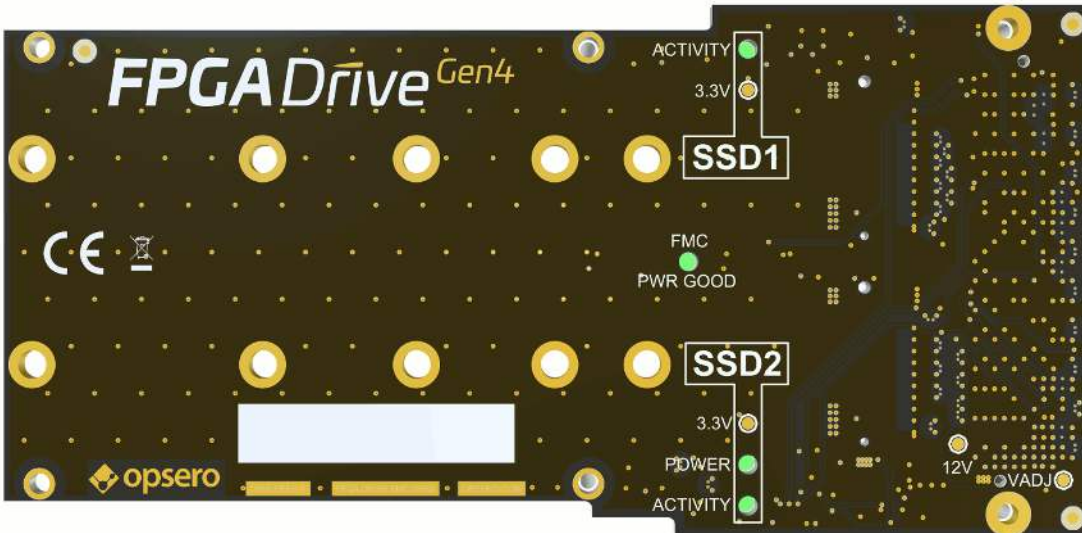 FPGADrive Gen4
ACTIVITY
3.3V
SSD1
CE
FMC
PWR GOOD
SSD2
3.3V
POWER
ACTIVITY
12V
VADJ
opsero